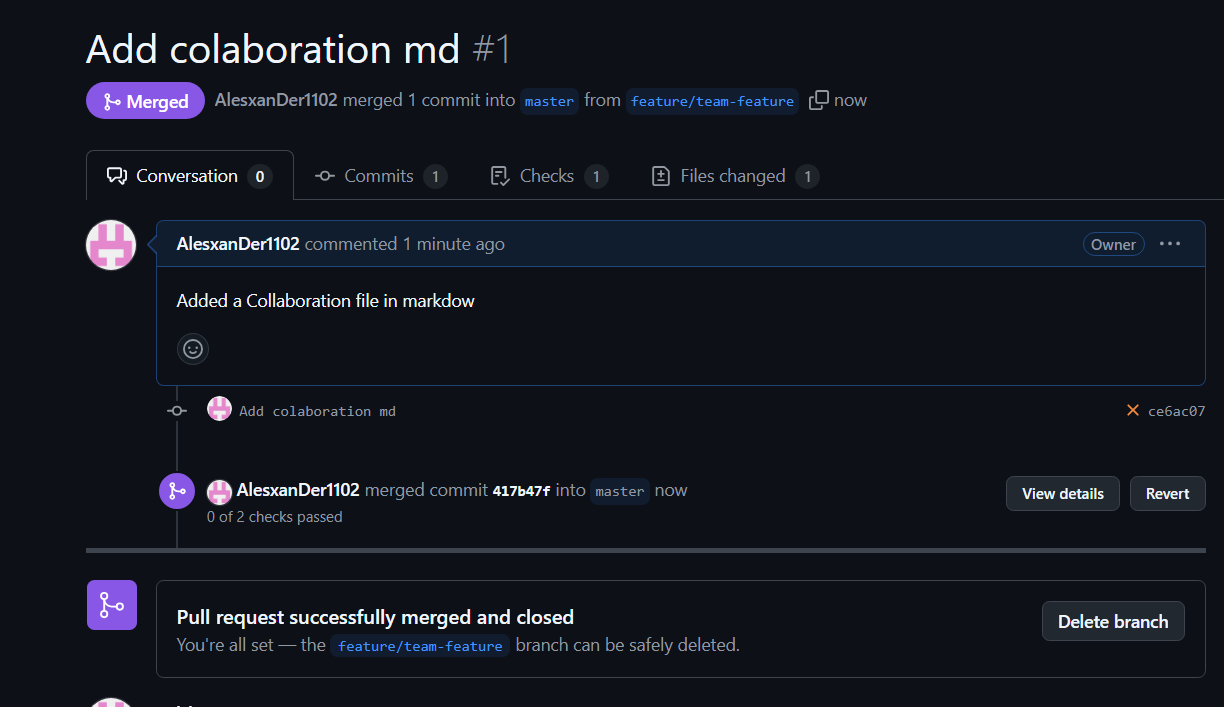 Add colaboration md #1
Merged AlesxanDer1102 merged 1 commit into master from feature/team-feature now
Conversation 0 Commits 1 Checks 1 Files changed 1
AlesxanDer1102 commented 1 minute ago Owner
Added a Collaboration file in markdow
Add colaboration md ce6ac07
AlesxanDer1102 merged commit 417b47f into master now View details Revert
0 of 2 checks passed
Pull request successfully merged and closed
You're all set — the feature/team-feature branch can be safely deleted. Delete branch